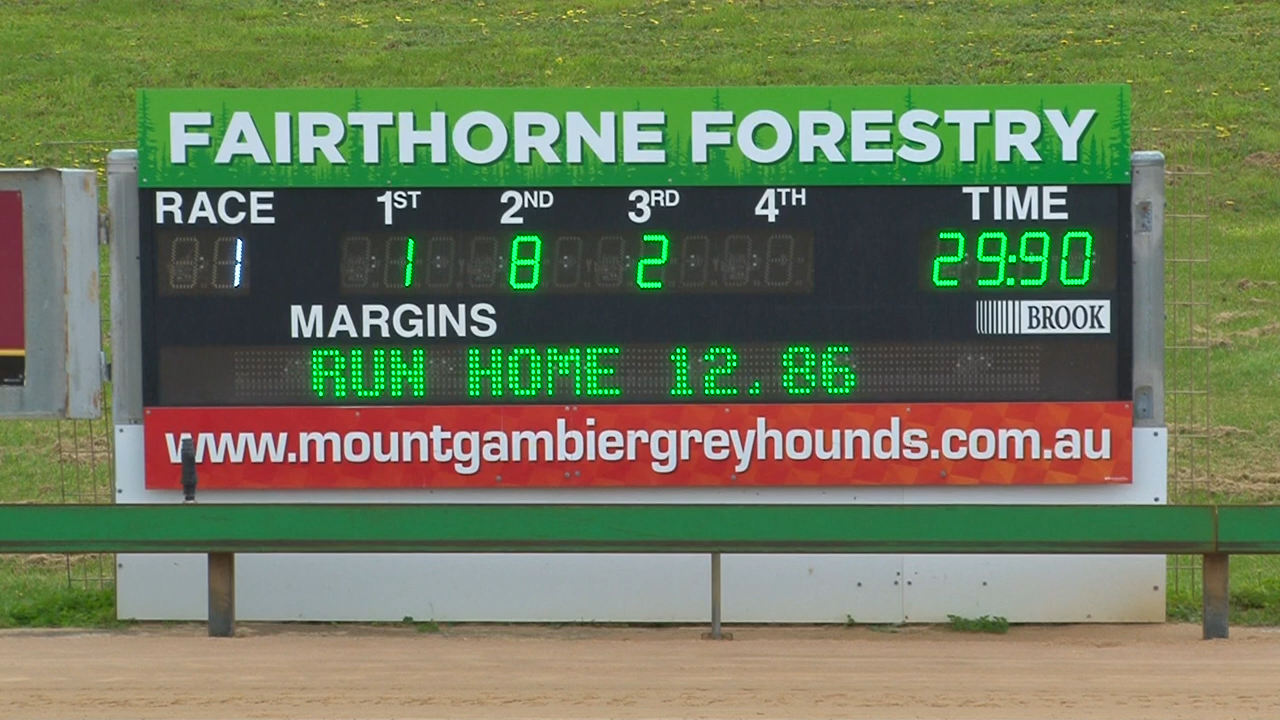 FAIRTHORNE FORESTRY
RACE 1ST 2ND 3RD 4TH TIME
1 1 8 2 29:90
MARGINS
BROOK
RUN HOME 12.86
www.mountgambiergreyhounds.com.au